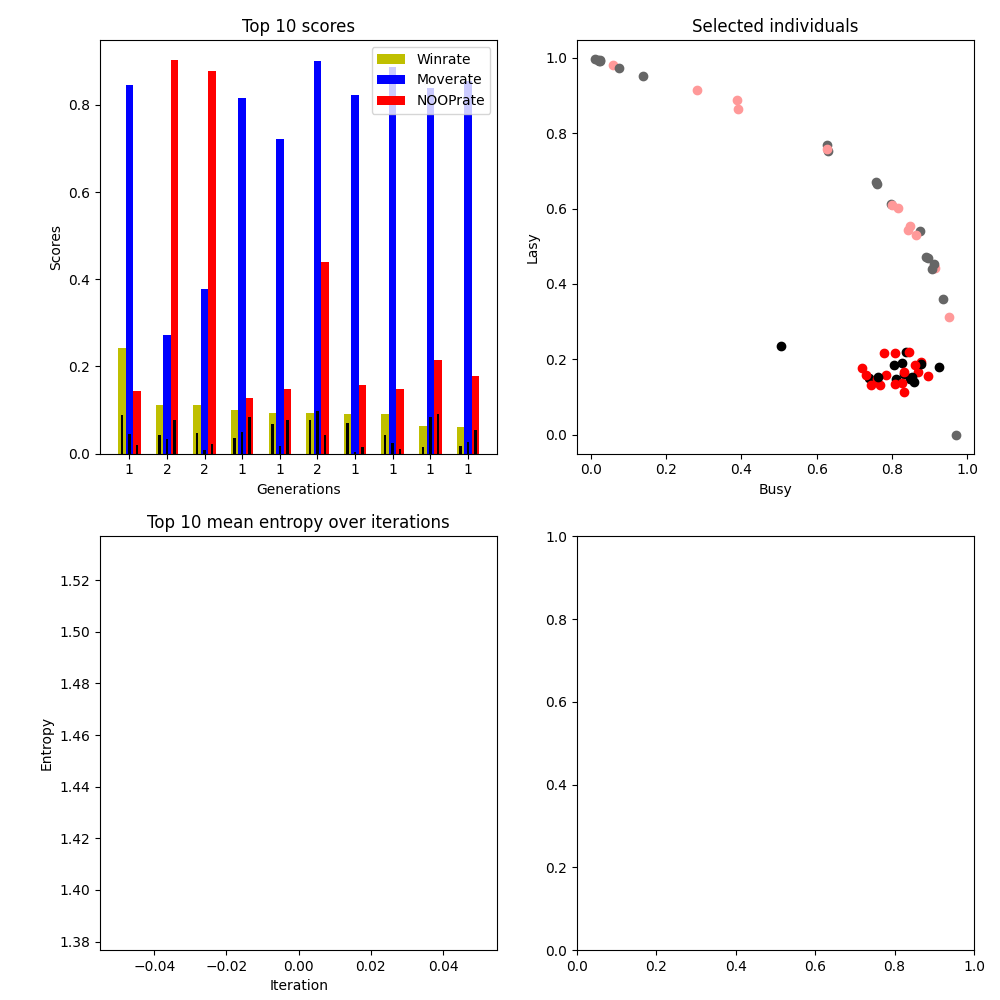 Top 10 scores
Winrate
Moverate
NOOPrate
Scores
0.8
0.6
0.4
0.2
0.0
1 2 2 1 1 2 1 1 1 1
Generations
Selected individuals
Lasy
1.0
0.8
0.6
0.4
0.2
0.0
0.0 0.2 0.4 0.6 0.8 1.0
Busy
Top 10 mean entropy over iterations
Entropy
1.52
1.50
1.48
1.46
1.44
1.42
1.40
1.38
−0.04 −0.02 0.00 0.02 0.04
Iteration
1.0
0.8
0.6
0.4
0.2
0.0
0.0 0.2 0.4 0.6 0.8 1.0